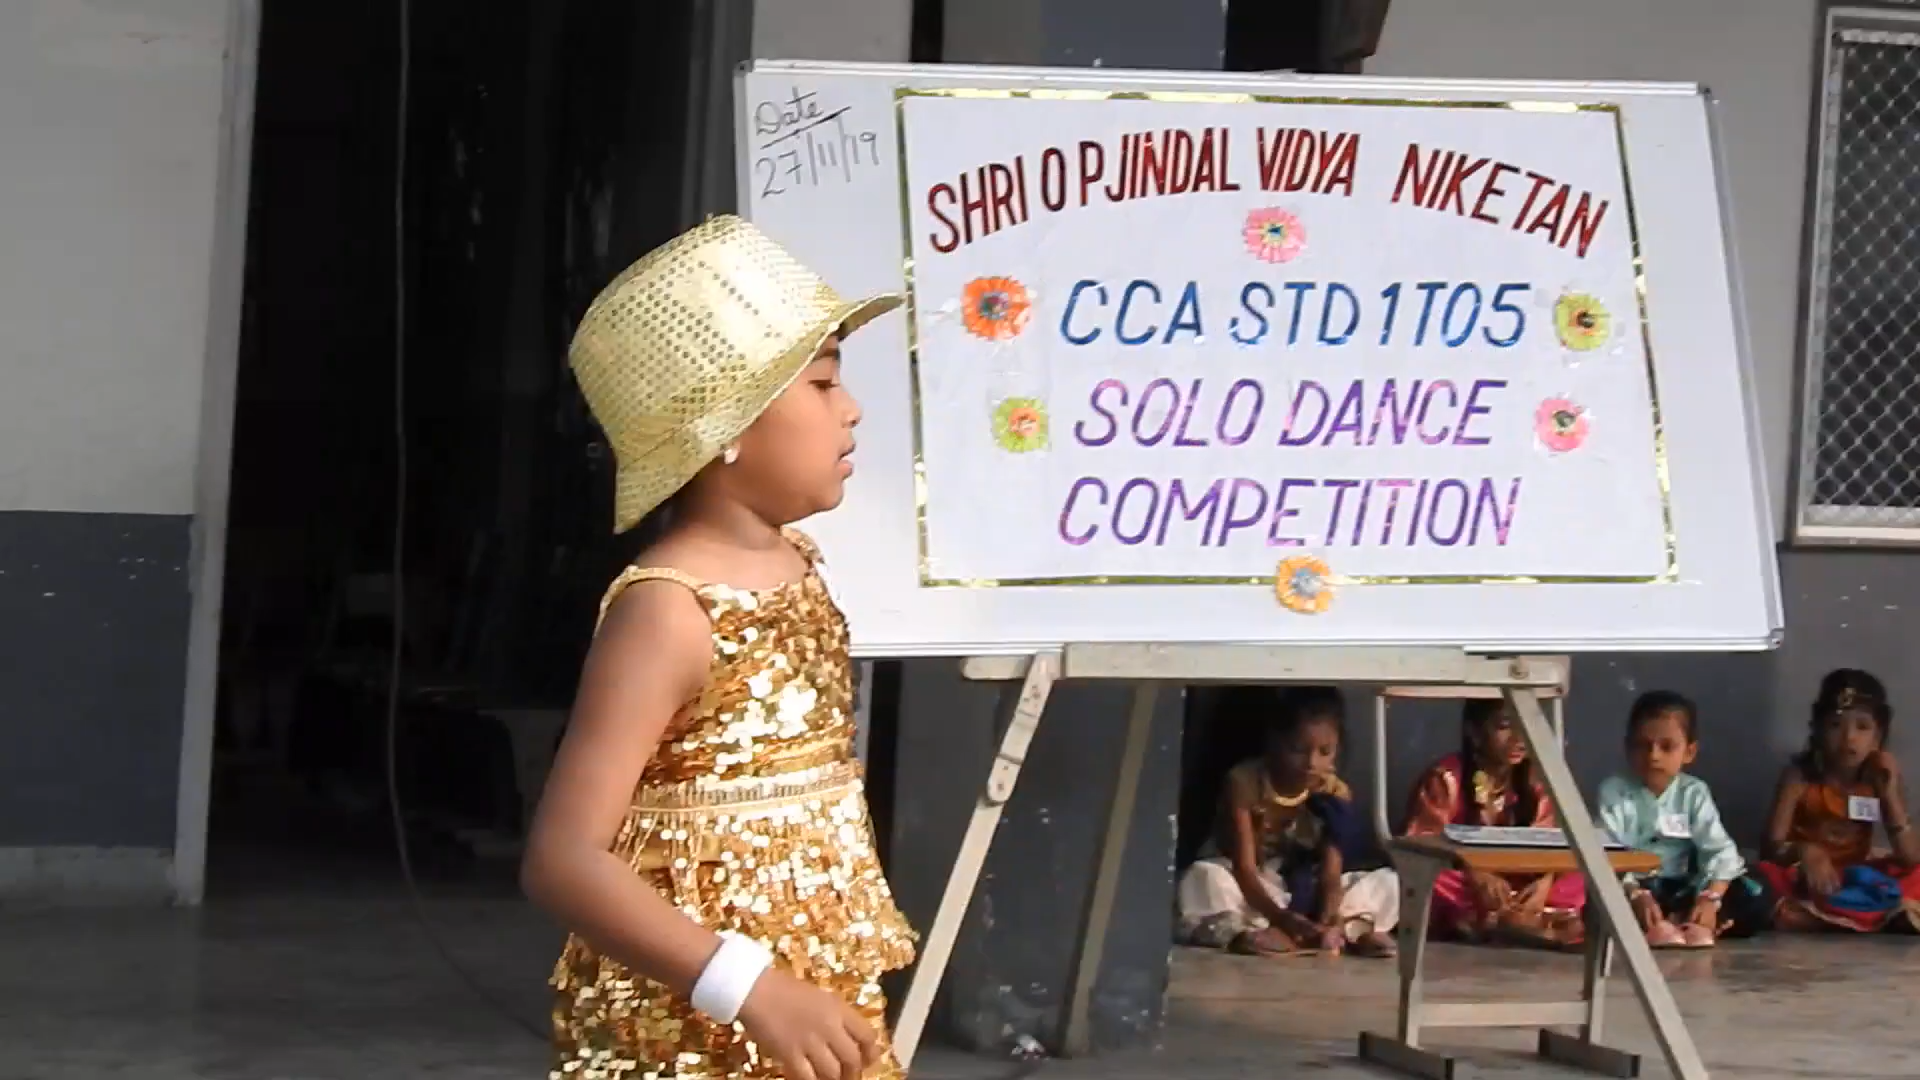 Date
27/11/19
SHRI O P JINDAL VIDYA NIKETAN
CCA STD 1 TO 5
SOLO DANCE
COMPETITION